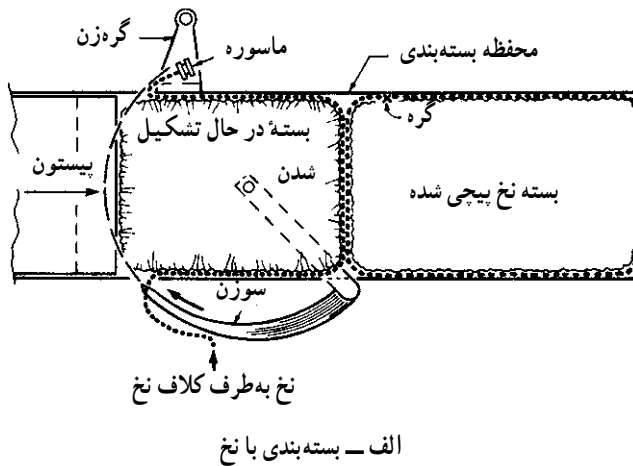 گره‌زن
ماسوره
محفظه بسته‌بندی
گره
بستهٔ در حال تشکیل
شدن
پیستون
بسته نخ پیچی شده
سوزن
نخ به‌طرف کلاف نخ
الف ــ بسته‌بندی با نخ